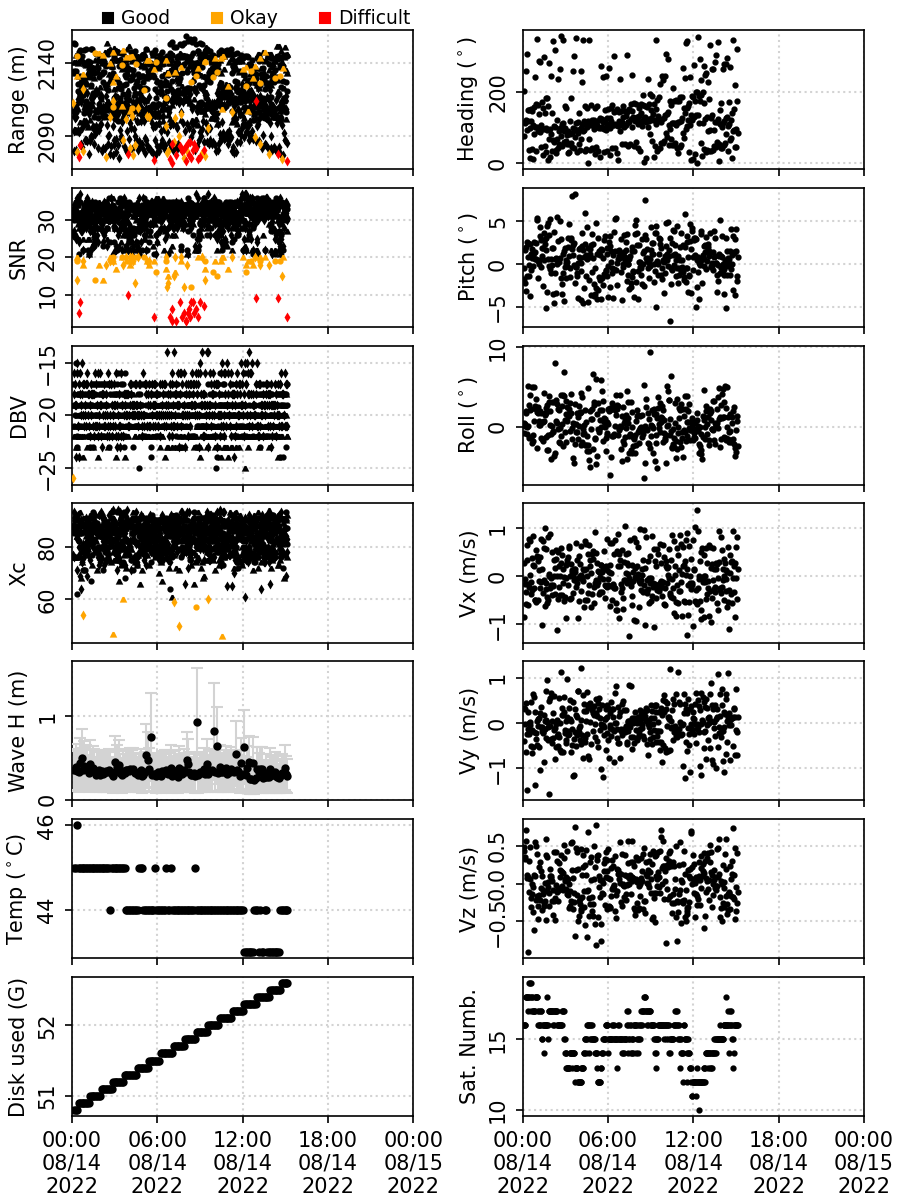 Good Okay Difficult
Range (m)
2140
2090
Heading (°)
200
0
SNR
30
20
10
Pitch (°)
5
0
−5
DBV
−15
−20
−25
Roll (°)
10
0
Xc
80
60
Vx (m/s)
1
0
−1
Wave H (m)
1
0
Vy (m/s)
1
0
−1
Temp (°C)
46
44
Vz (m/s)
0.5
0.0
−0.5
Disk used (G)
52
51
Sat. Numb.
15
10
00:00 06:00 12:00 18:00 00:00
08/14 08/14 08/14 08/14 08/15
2022 2022 2022 2022 2022
00:00 06:00 12:00 18:00 00:00
08/14 08/14 08/14 08/14 08/15
2022 2022 2022 2022 2022